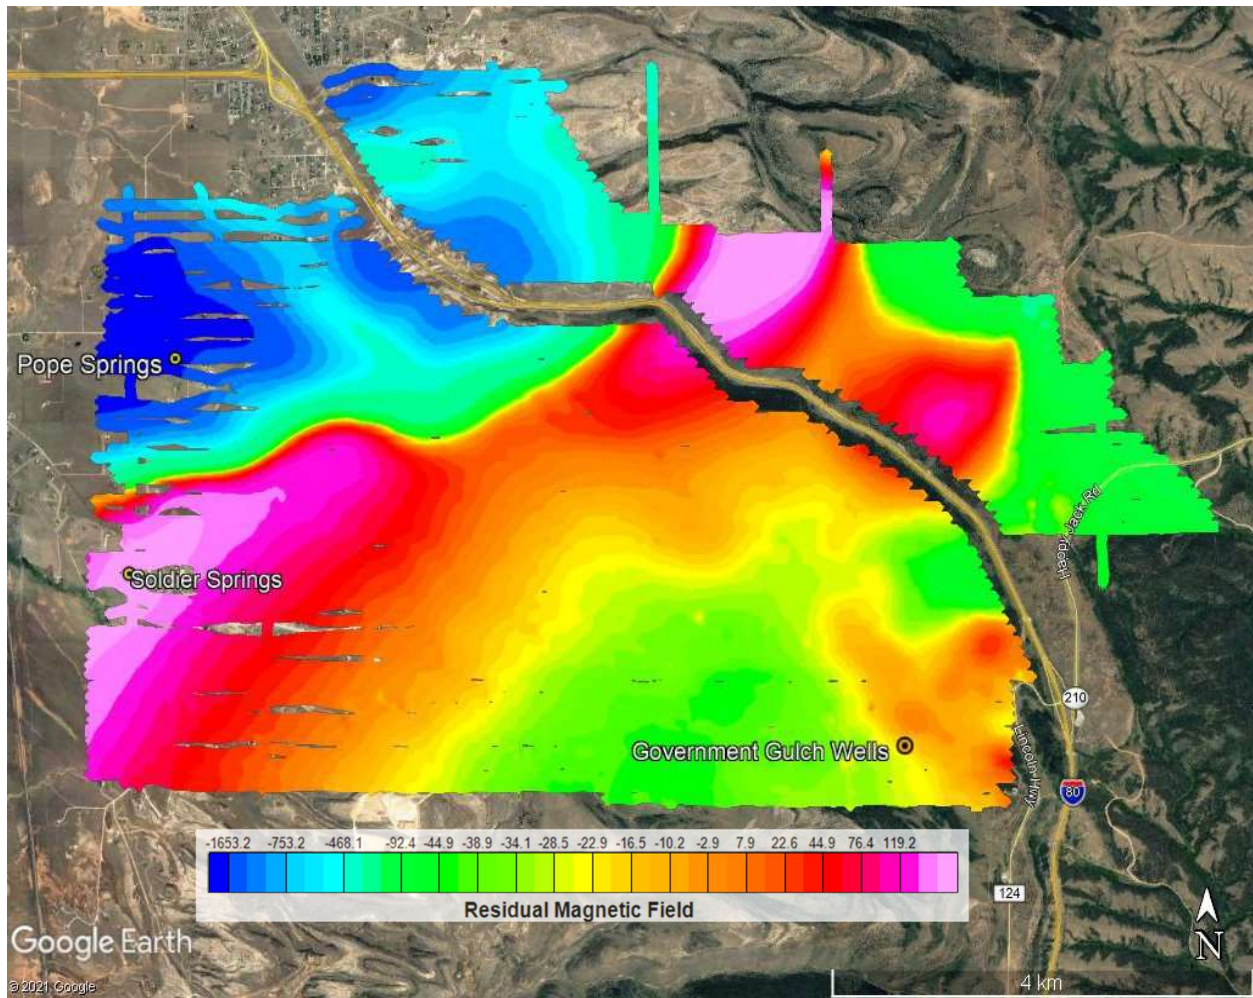 Pope Springs
Soldier Springs
Happy Jack Rd
210
Government Gulch Wells
Lincoln Hwy
80
-1653.2 -753.2 -468.1 -92.4 -44.9 -38.9 -34.1 -28.5 -22.9 -16.5 -10.2 -2.9 7.9 22.6 44.9 76.4 119.2
Residual Magnetic Field
124
Google Earth
N
© 2021 Google
4 km